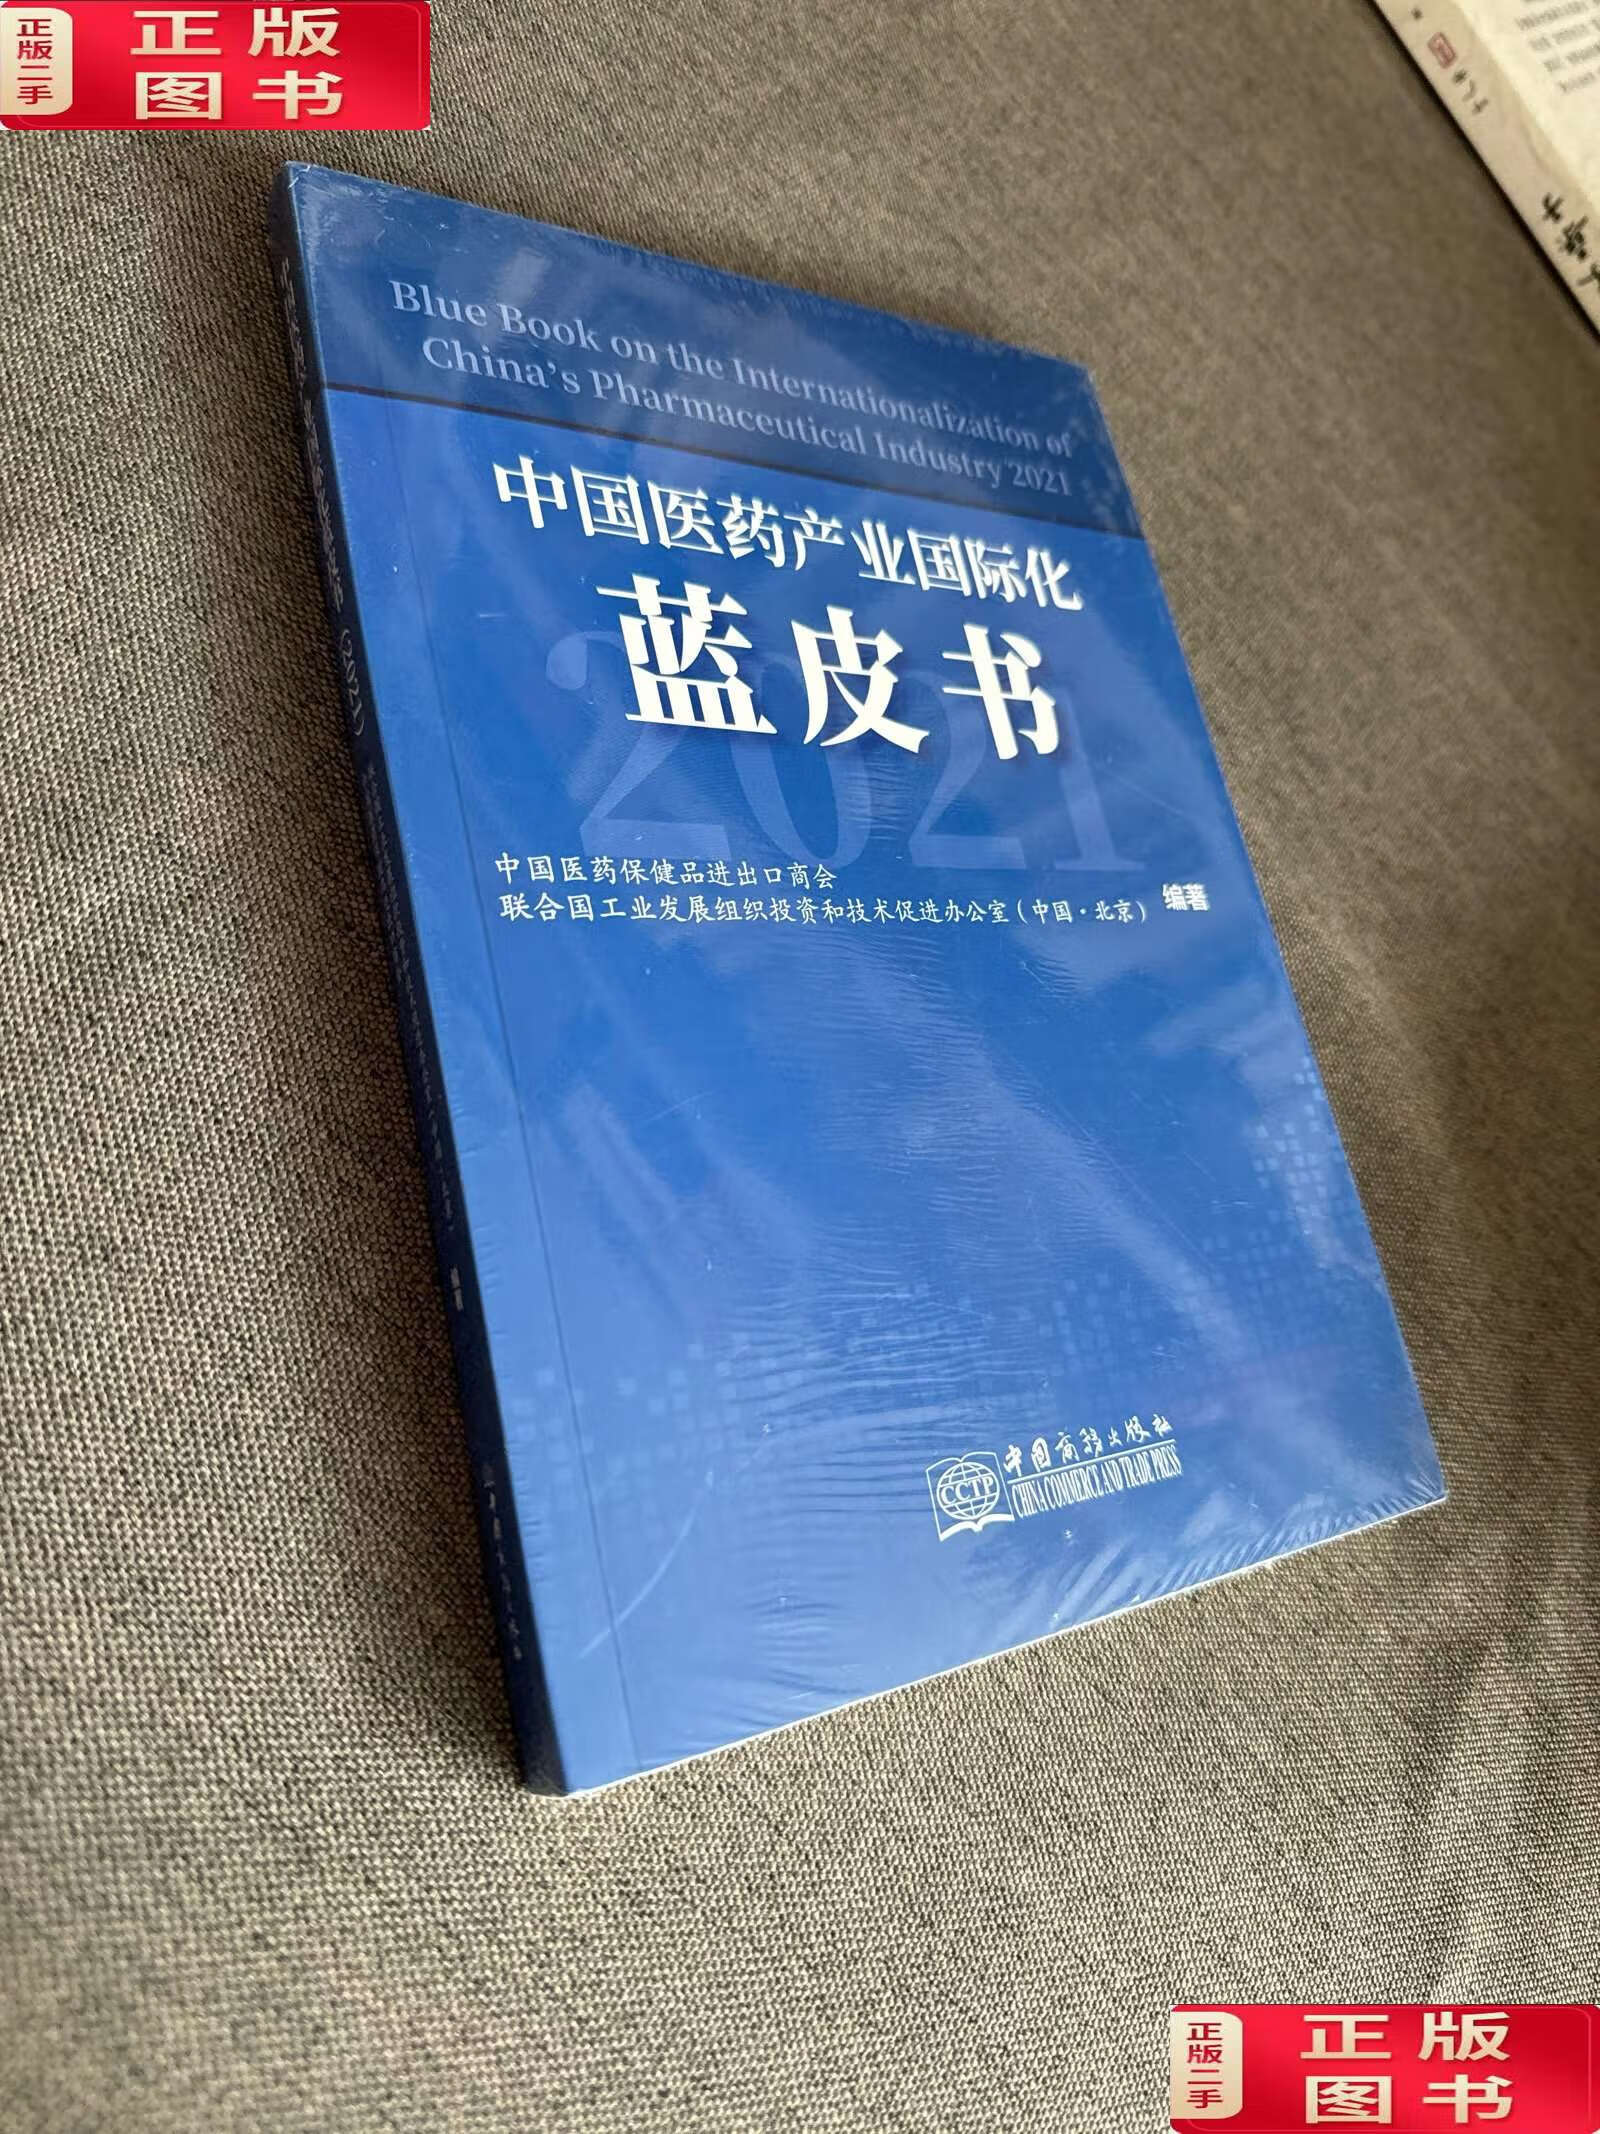 正版二手
正版
图书
Blue Book on the Internationalization of
China's Pharmaceutical Industry 2021
中国医药产业国际化
蓝皮书
2021
中国医药保健品进出口商会
联合国工业发展组织投资和技术促进办公室(中国·北京)
编著
CCTP
中国商务出版社
CHINA COMMERCE AND TRADE PRESS
(2021)
编著
正版二手
正版
图书